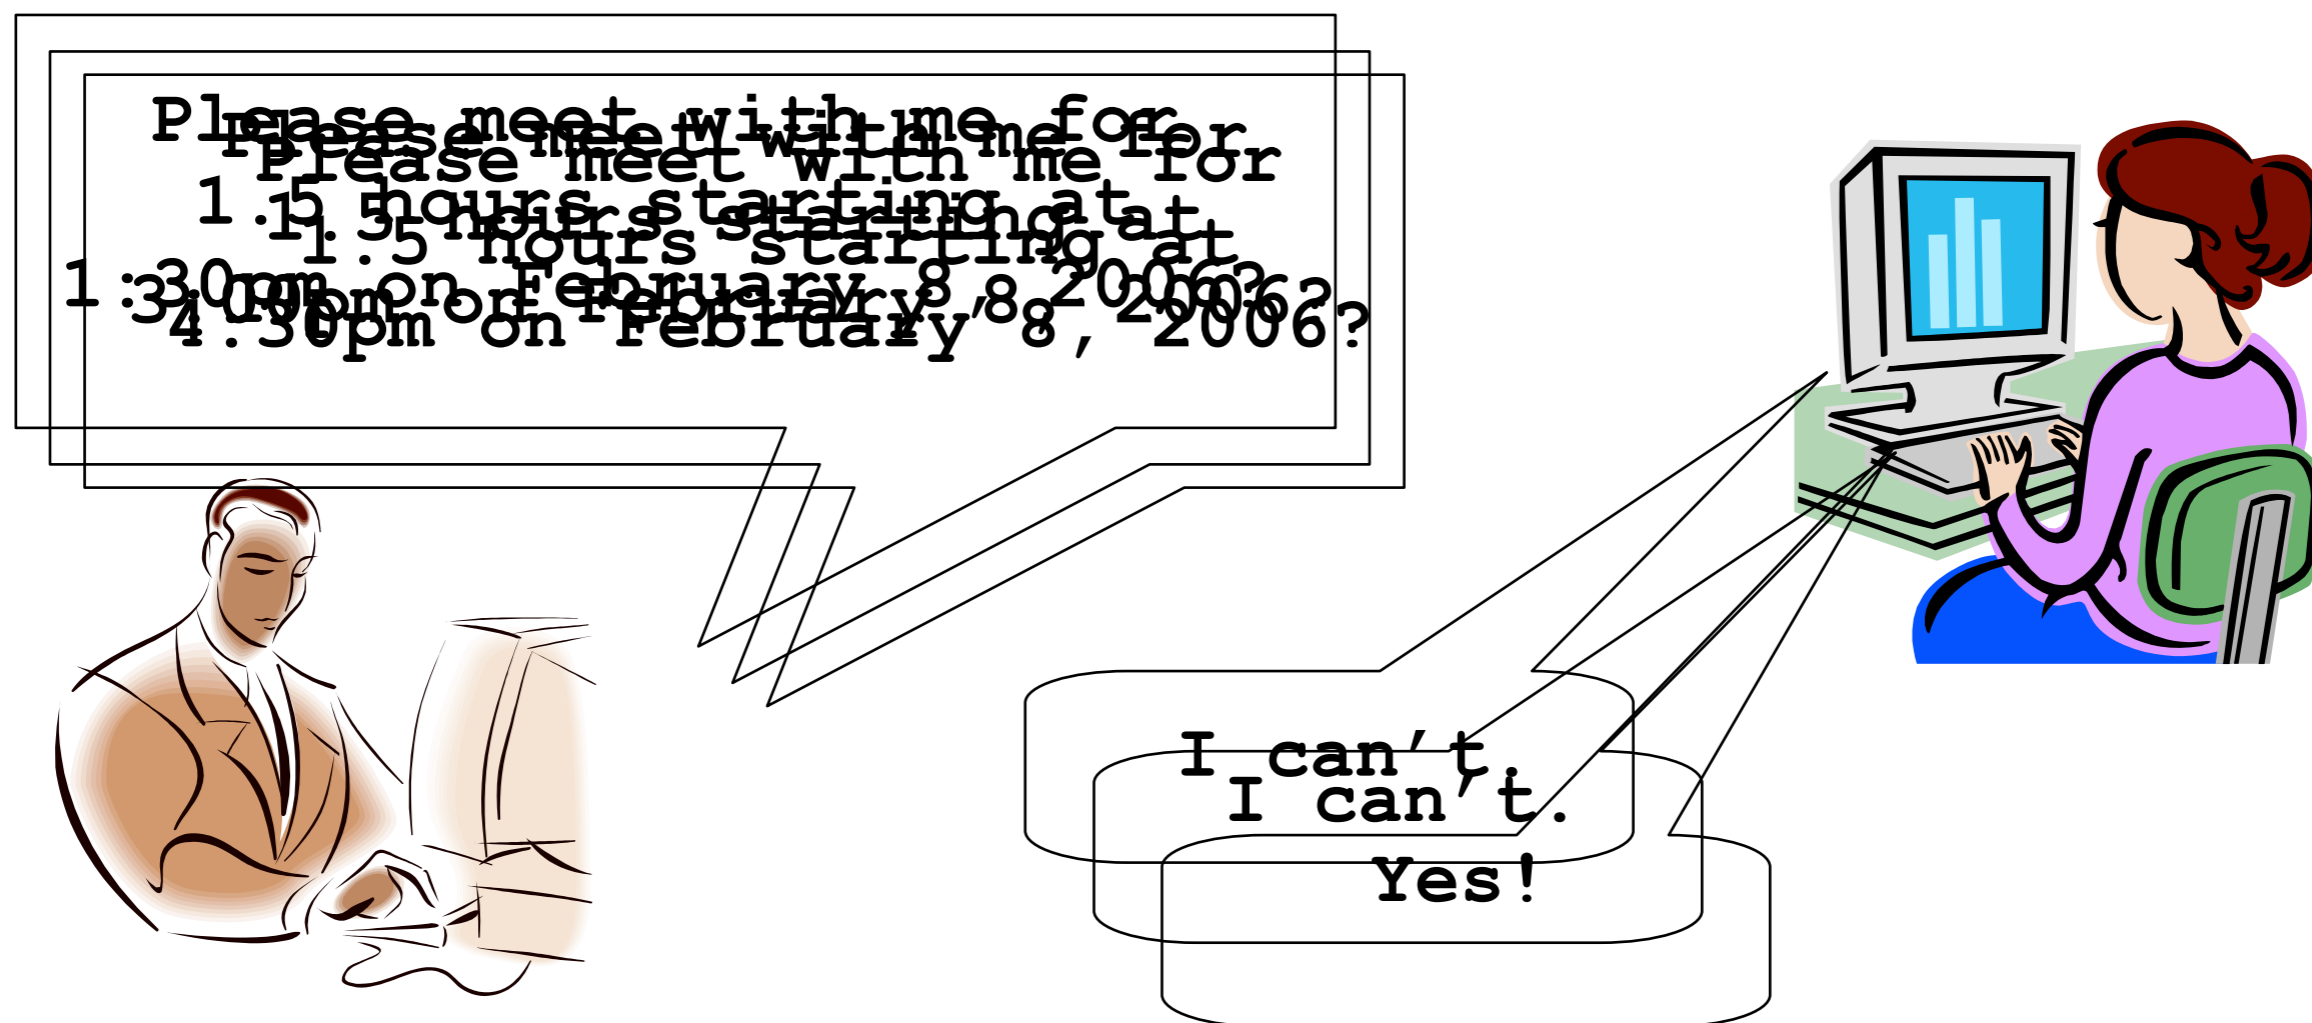 Please meet with me for
1.5 hours starting at
1:30pm on February 8, 2006?
Please meet with me for
1.5 hours starting at
3:00pm on February 8, 2006?
Please meet with me for
1.5 hours starting at
4:30pm on February 8, 2006?
I can’t.
I can’t.
Yes!